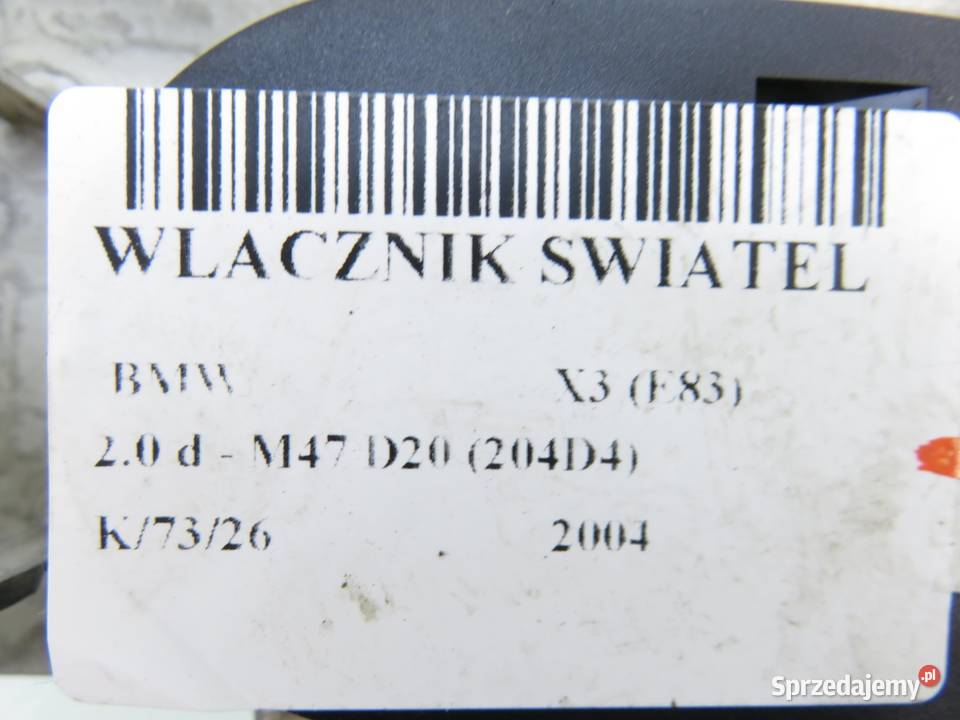 WLACZNIK SWIATEL
BMW X3 (E83)
2.0 d - M47 D20 (204D4)
K/73/26 2004
Sprzedajemy.pl